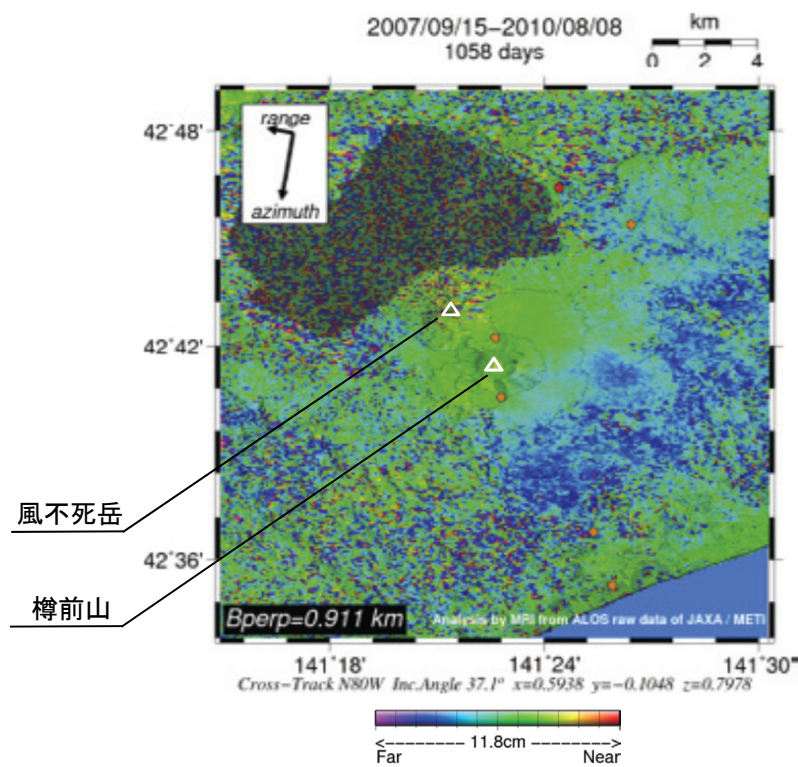 2007/09/15−2010/08/08
1058 days
km
0 2 4
range
azimuth
42˚48'
42˚42'
42˚36'
風不死岳
樽前山
Bperp=0.911 km
Analysis by MRI from ALOS raw data of JAXA / METI
141˚18' 141˚24' 141˚30'
Cross−Track N80W Inc.Angle 37.1º x=0.5938 y=−0.1048 z=0.7978
<−−−−−−− 11.8cm −−−−−−−>
Far Near